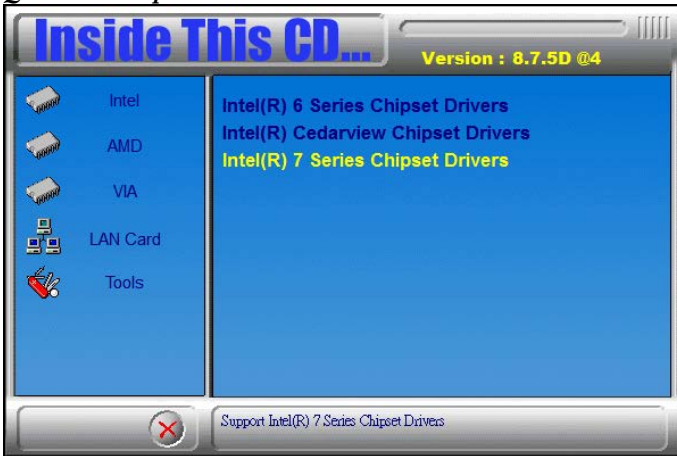 Inside This CD...
Version : 8.7.5D @4
Intel
AMD
VIA
LAN Card
Tools
Intel(R) 6 Series Chipset Drivers
Intel(R) Cedarview Chipset Drivers
Intel(R) 7 Series Chipset Drivers
Support Intel(R) 7 Series Chipset Drivers